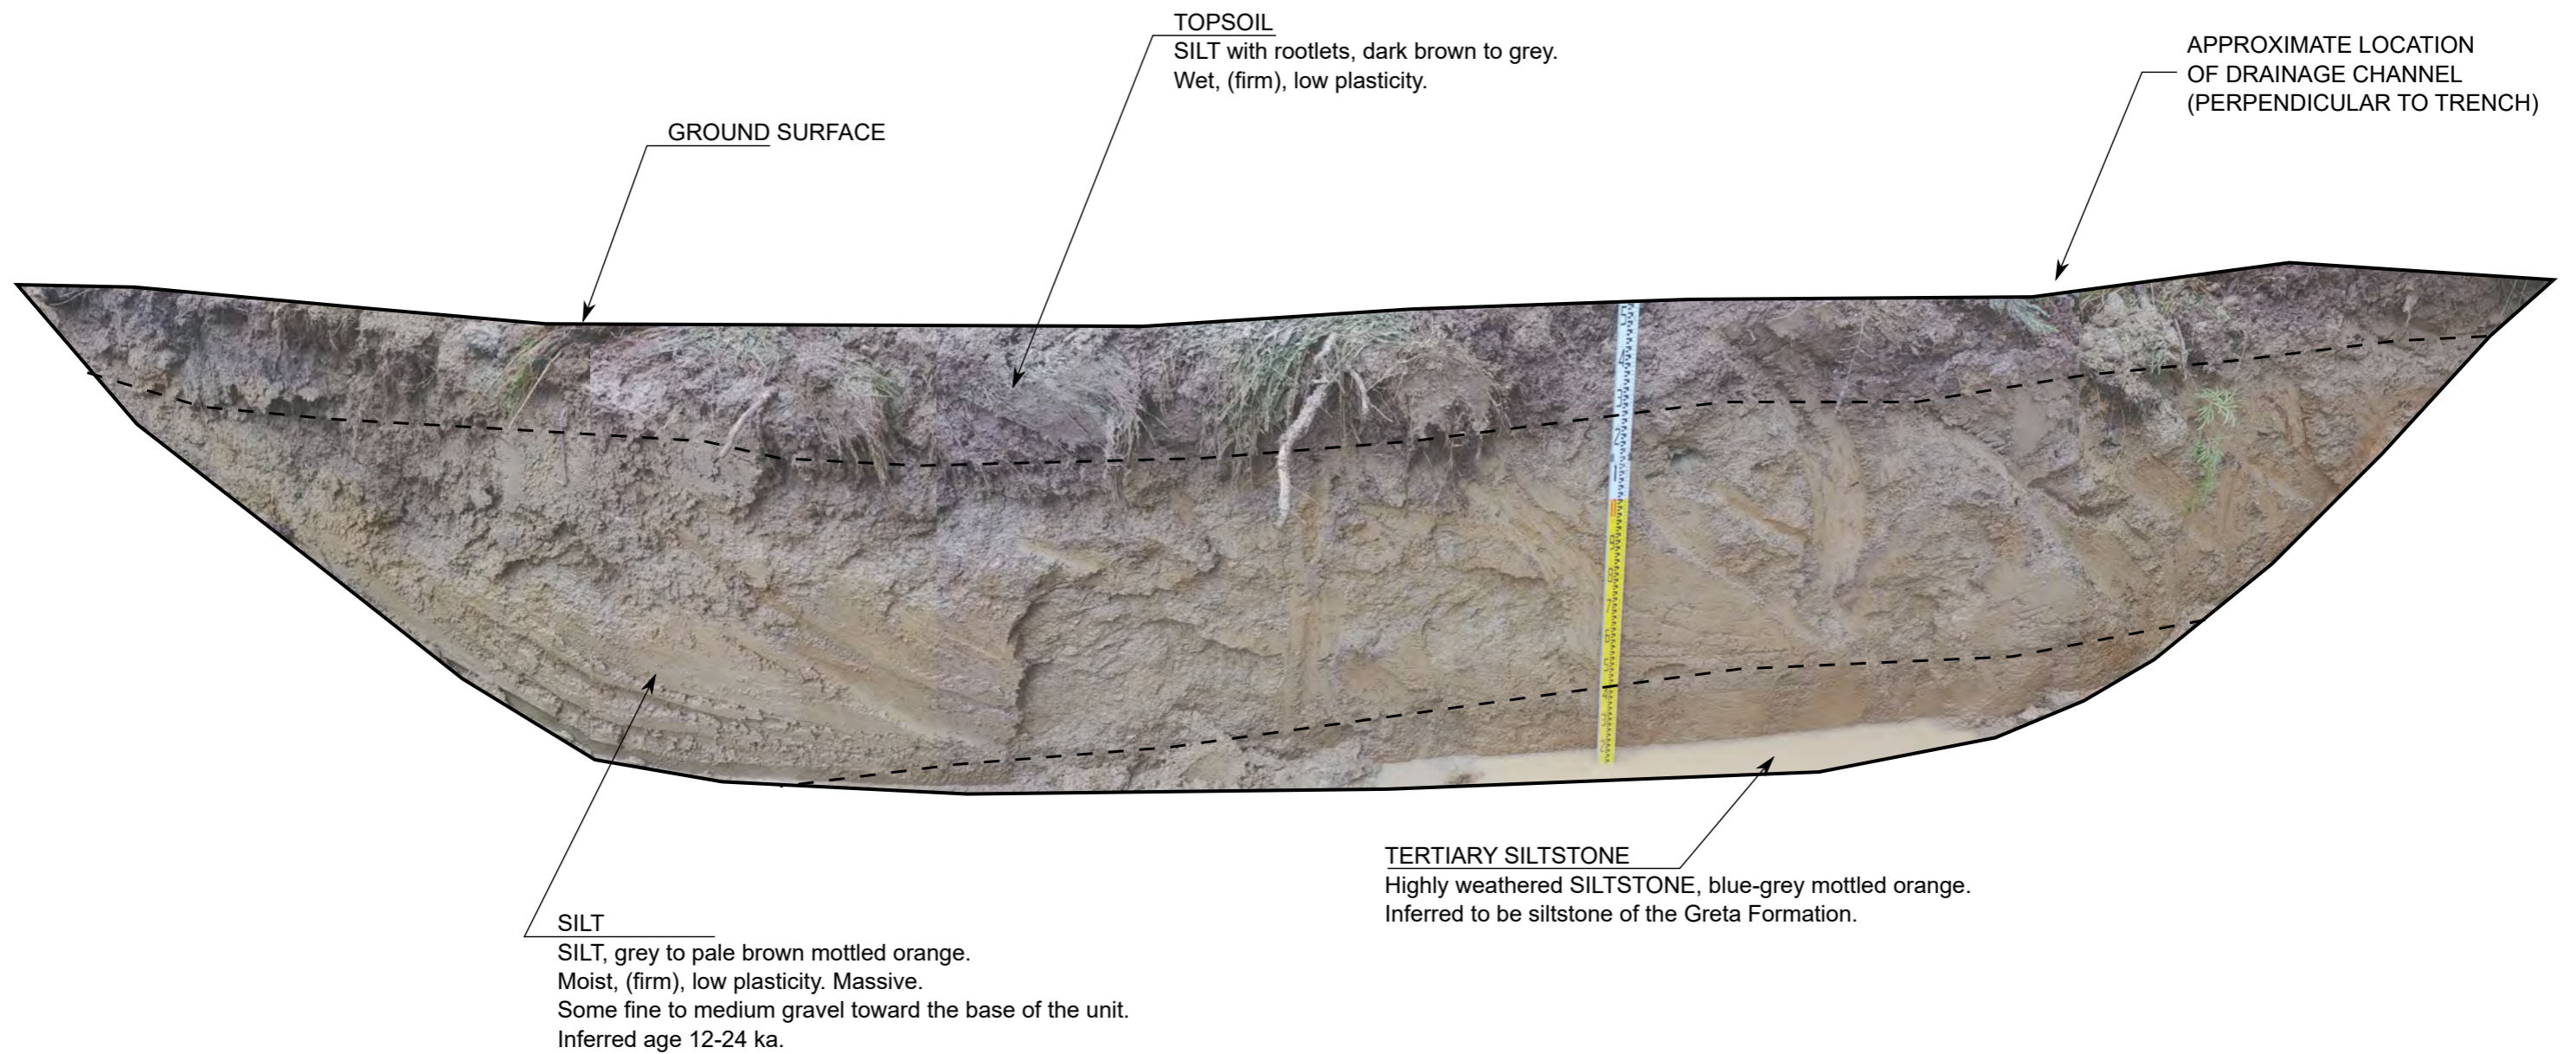 TOPSOIL
SILT with rootlets, dark brown to grey.
Wet, (firm), low plasticity.
APPROXIMATE LOCATION
OF DRAINAGE CHANNEL
(PERPENDICULAR TO TRENCH)
GROUND SURFACE
TERTIARY SILTSTONE
Highly weathered SILTSTONE, blue-grey mottled orange.
Inferred to be siltstone of the Greta Formation.
SILT
SILT, grey to pale brown mottled orange.
Moist, (firm), low plasticity. Massive.
Some fine to medium gravel toward the base of the unit.
Inferred age 12-24 ka.